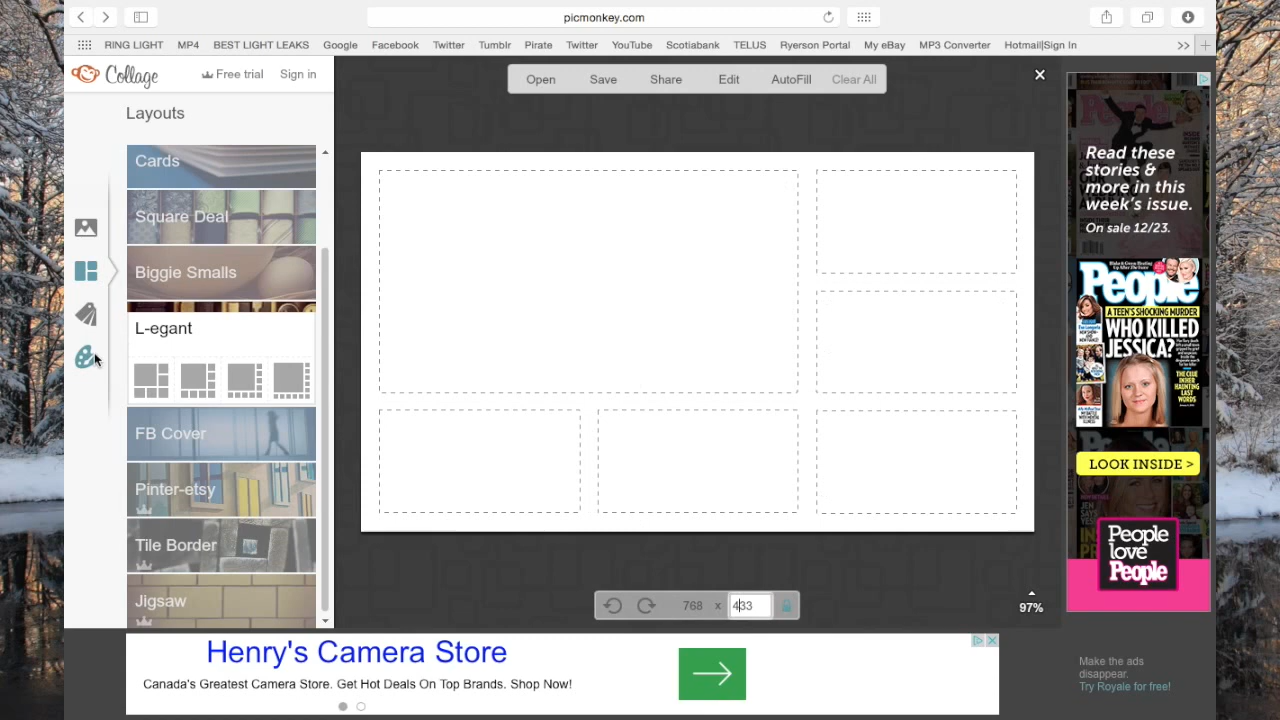 picmonkey.com
RING LIGHT MP4 BEST LIGHT LEAKS Google Facebook Twitter Tumblr Pirate Twitter YouTube Scotiabank TELUS Ryerson Portal My eBay MP3 Converter Hotmail|Sign In >>
Collage Free trial Sign in
Open Save Share Edit AutoFill Clear All
Layouts
Cards
Square Deal
Biggie Smalls
L-egant
FB Cover
Pinter-etsy
Tile Border
Jigsaw
768 x 433
97%
People
Read these
stories &
more in this
week's issue.
On sale 12/23.
People
A TEEN'S SHOCKING MURDER
WHO KILLED
JESSICA?
LOOK INSIDE >
People
love
People
Henry's Camera Store
Canada's Greatest Camera Store. Get Hot Deals On Top Brands. Shop Now!
Make the ads
disappear.
Try Royale for free!